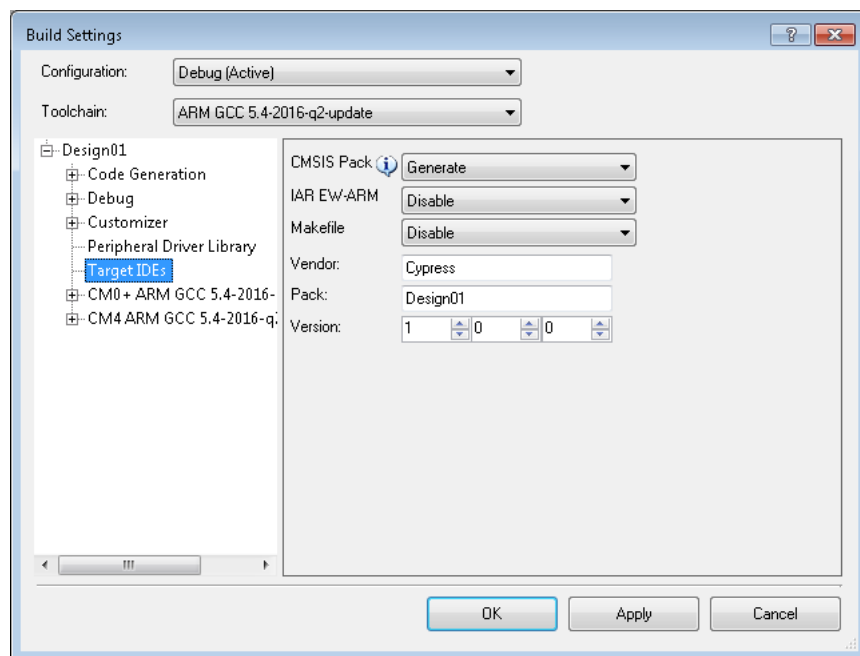 Build Settings
Configuration: Debug (Active)
Toolchain: ARM GCC 5.4-2016-q2-update
Design01
Code Generation
Debug
Customizer
Peripheral Driver Library
Target IDEs
CM0+ ARM GCC 5.4-2016-
CM4 ARM GCC 5.4-2016-q
CMSIS Pack Generate
IAR EW-ARM Disable
Makefile Disable
Vendor: Cypress
Pack: Design01
Version: 1 0 0
OK Apply Cancel